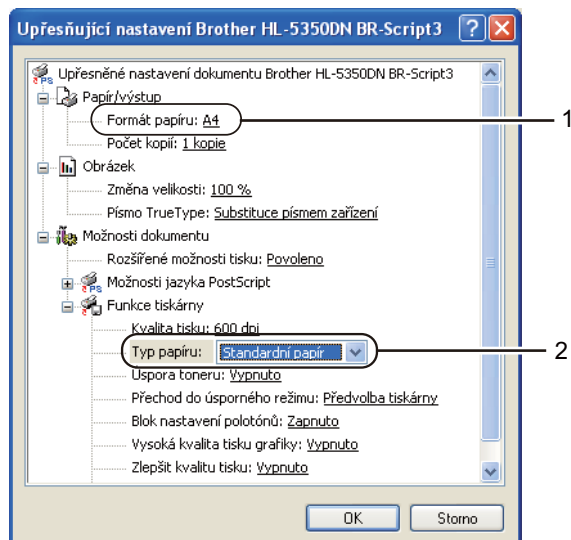 Upřesňující nastavení Brother HL-5350DN BR-Script3
Upřesněné nastavení dokumentu Brother HL-5350DN BR-Script3
Papír/výstup
Formát papíru: A4
1
Počet kopií: 1 kopie
Obrázek
Změna velikosti: 100 %
Písmo TrueType: Substituce písmem zařízení
Možnosti dokumentu
Rozšířené možnosti tisku: Povoleno
Možnosti jazyka PostScript
Funkce tiskárny
Kvalita tisku: 600 dpi
Typ papíru: Standardní papír
2
Úspora toneru: Vypnuto
Přechod do úsporného režimu: Předvolba tiskárny
Blok nastavení polotónů: Zapnuto
Vysoká kvalita tisku grafiky: Vypnuto
Zlepšit kvalitu tisku: Vypnuto
OK Storno